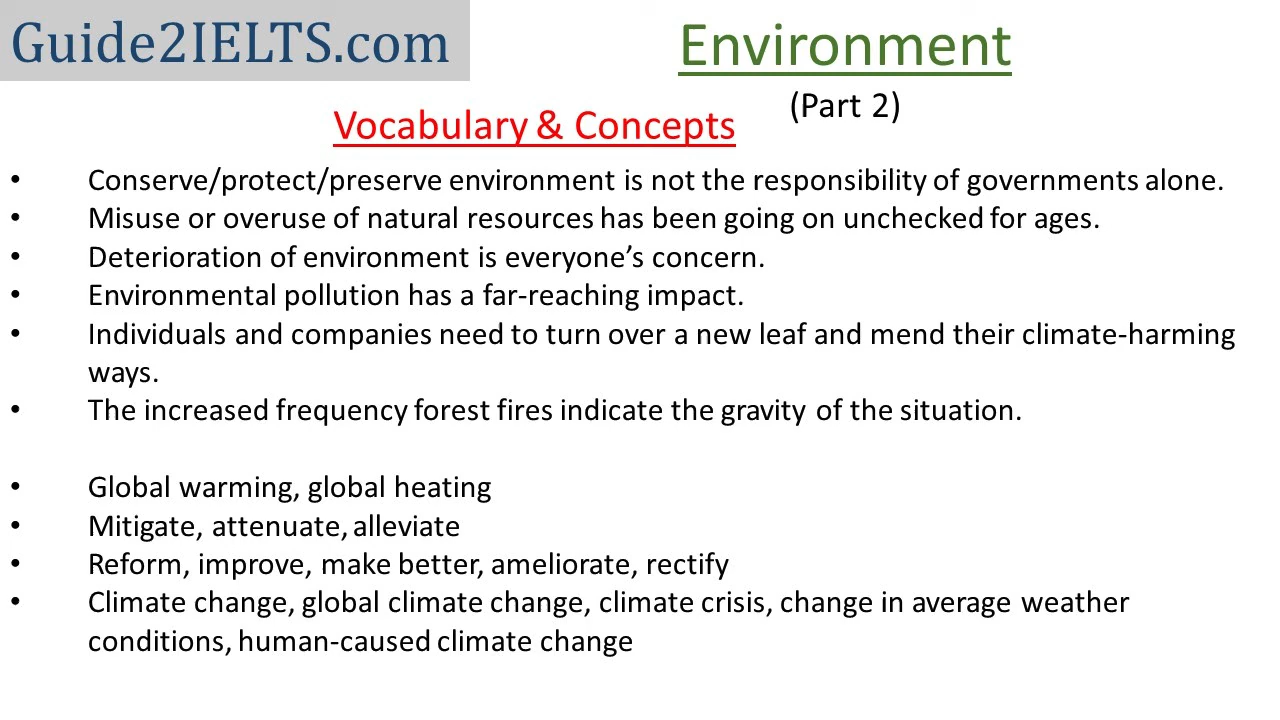 Guide2IELTS.com
Environment
(Part 2)
Vocabulary & Concepts
• Conserve/protect/preserve environment is not the responsibility of governments alone.
• Misuse or overuse of natural resources has been going on unchecked for ages.
• Deterioration of environment is everyone’s concern.
• Environmental pollution has a far-reaching impact.
• Individuals and companies need to turn over a new leaf and mend their climate-harming
ways.
• The increased frequency forest fires indicate the gravity of the situation.
• Global warming, global heating
• Mitigate, attenuate, alleviate
• Reform, improve, make better, ameliorate, rectify
• Climate change, global climate change, climate crisis, change in average weather
conditions, human-caused climate change